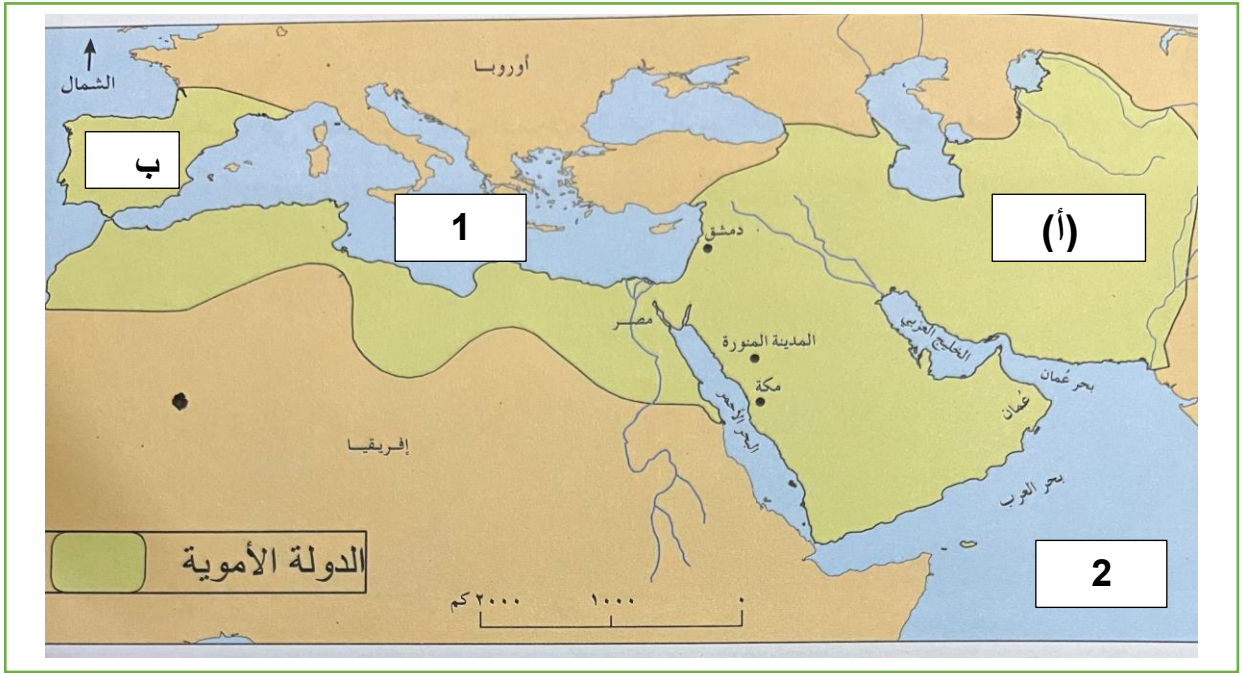 الشمال
أوروبا
ب
1
(أ)
دمشق
مصر
الخليج العربي
المدينة المنورة
بحر عُمان
مكة
عُمان
البحر الأحمر
إفريقيا
بحر العرب
الدولة الأموية
2
٢٠٠٠ كم ١٠٠٠ ٠